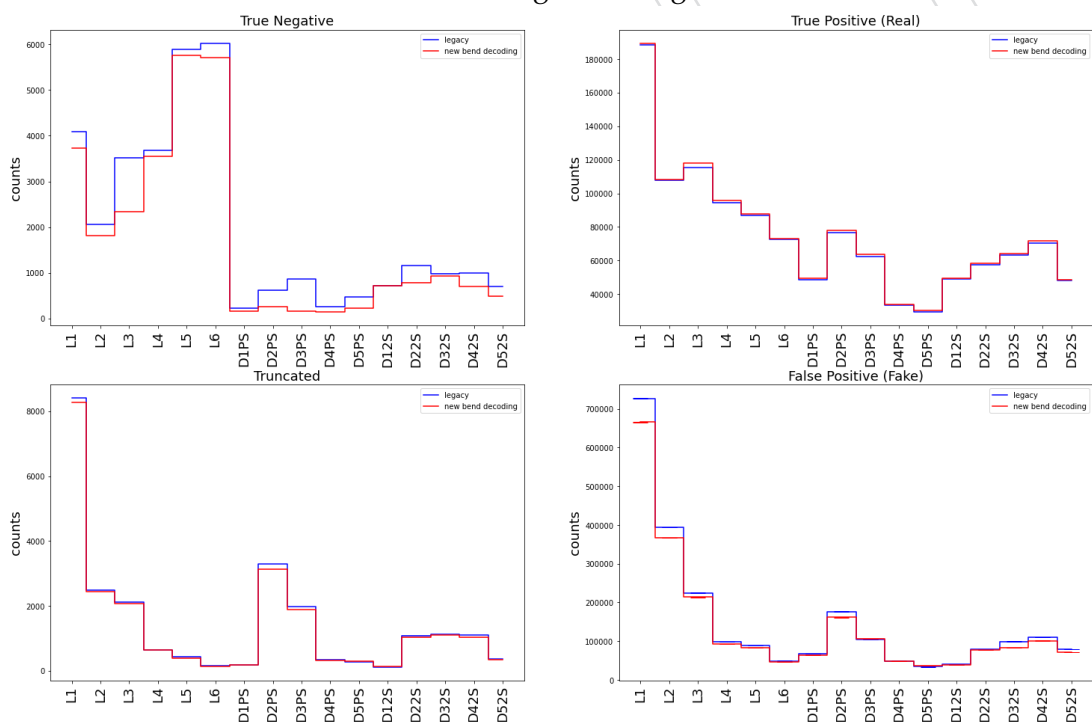 True Negative
legacy
new bend decoding
counts
6000
5000
4000
3000
2000
1000
0
L1 L2 L3 L4 L5 L6 D1PS D2PS D3PS D4PS D5PS D12S D22S D32S D42S D52S
True Positive (Real)
legacy
new bend decoding
counts
180000
160000
140000
120000
100000
80000
60000
40000
L1 L2 L3 L4 L5 L6 D1PS D2PS D3PS D4PS D5PS D12S D22S D32S D42S D52S
Truncated
legacy
new bend decoding
counts
8000
6000
4000
2000
0
L1 L2 L3 L4 L5 L6 D1PS D2PS D3PS D4PS D5PS D12S D22S D32S D42S D52S
False Positive (Fake)
legacy
new bend decoding
counts
700000
600000
500000
400000
300000
200000
100000
0
L1 L2 L3 L4 L5 L6 D1PS D2PS D3PS D4PS D5PS D12S D22S D32S D42S D52S